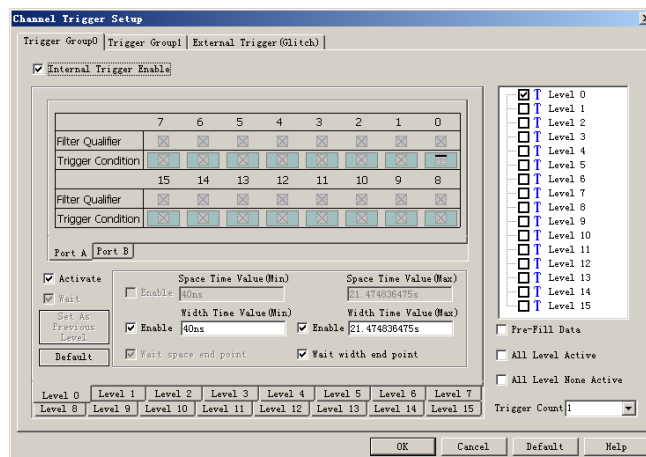 Channel Trigger Setup
Trigger Group0 Trigger Group1 External Trigger(Glitch)
Internal Trigger Enable
7 6 5 4 3 2 1 0
Filter Qualifier
Trigger Condition
15 14 13 12 11 10 9 8
Filter Qualifier
Trigger Condition
Port A Port B
Activate
Wait
Set As
Previous
Level
Default
Space Time Value(Min) Space Time Value(Max)
Enable 40ns 21.474836475s
Width Time Value(Min) Width Time Value(Max)
Enable 40ns Enable 21.474836475s
Wait space end point Wait width end point
Level 0 Level 1 Level 2 Level 3 Level 4 Level 5 Level 6 Level 7
Level 8 Level 9 Level 10 Level 11 Level 12 Level 13 Level 14 Level 15
T Level 0
T Level 1
T Level 2
T Level 3
T Level 4
T Level 5
T Level 6
T Level 7
T Level 8
T Level 9
T Level 10
T Level 11
T Level 12
T Level 13
T Level 14
T Level 15
Pre-Fill Data
All Level Active
All Level None Active
Trigger Count 1
OK Cancel Default Help